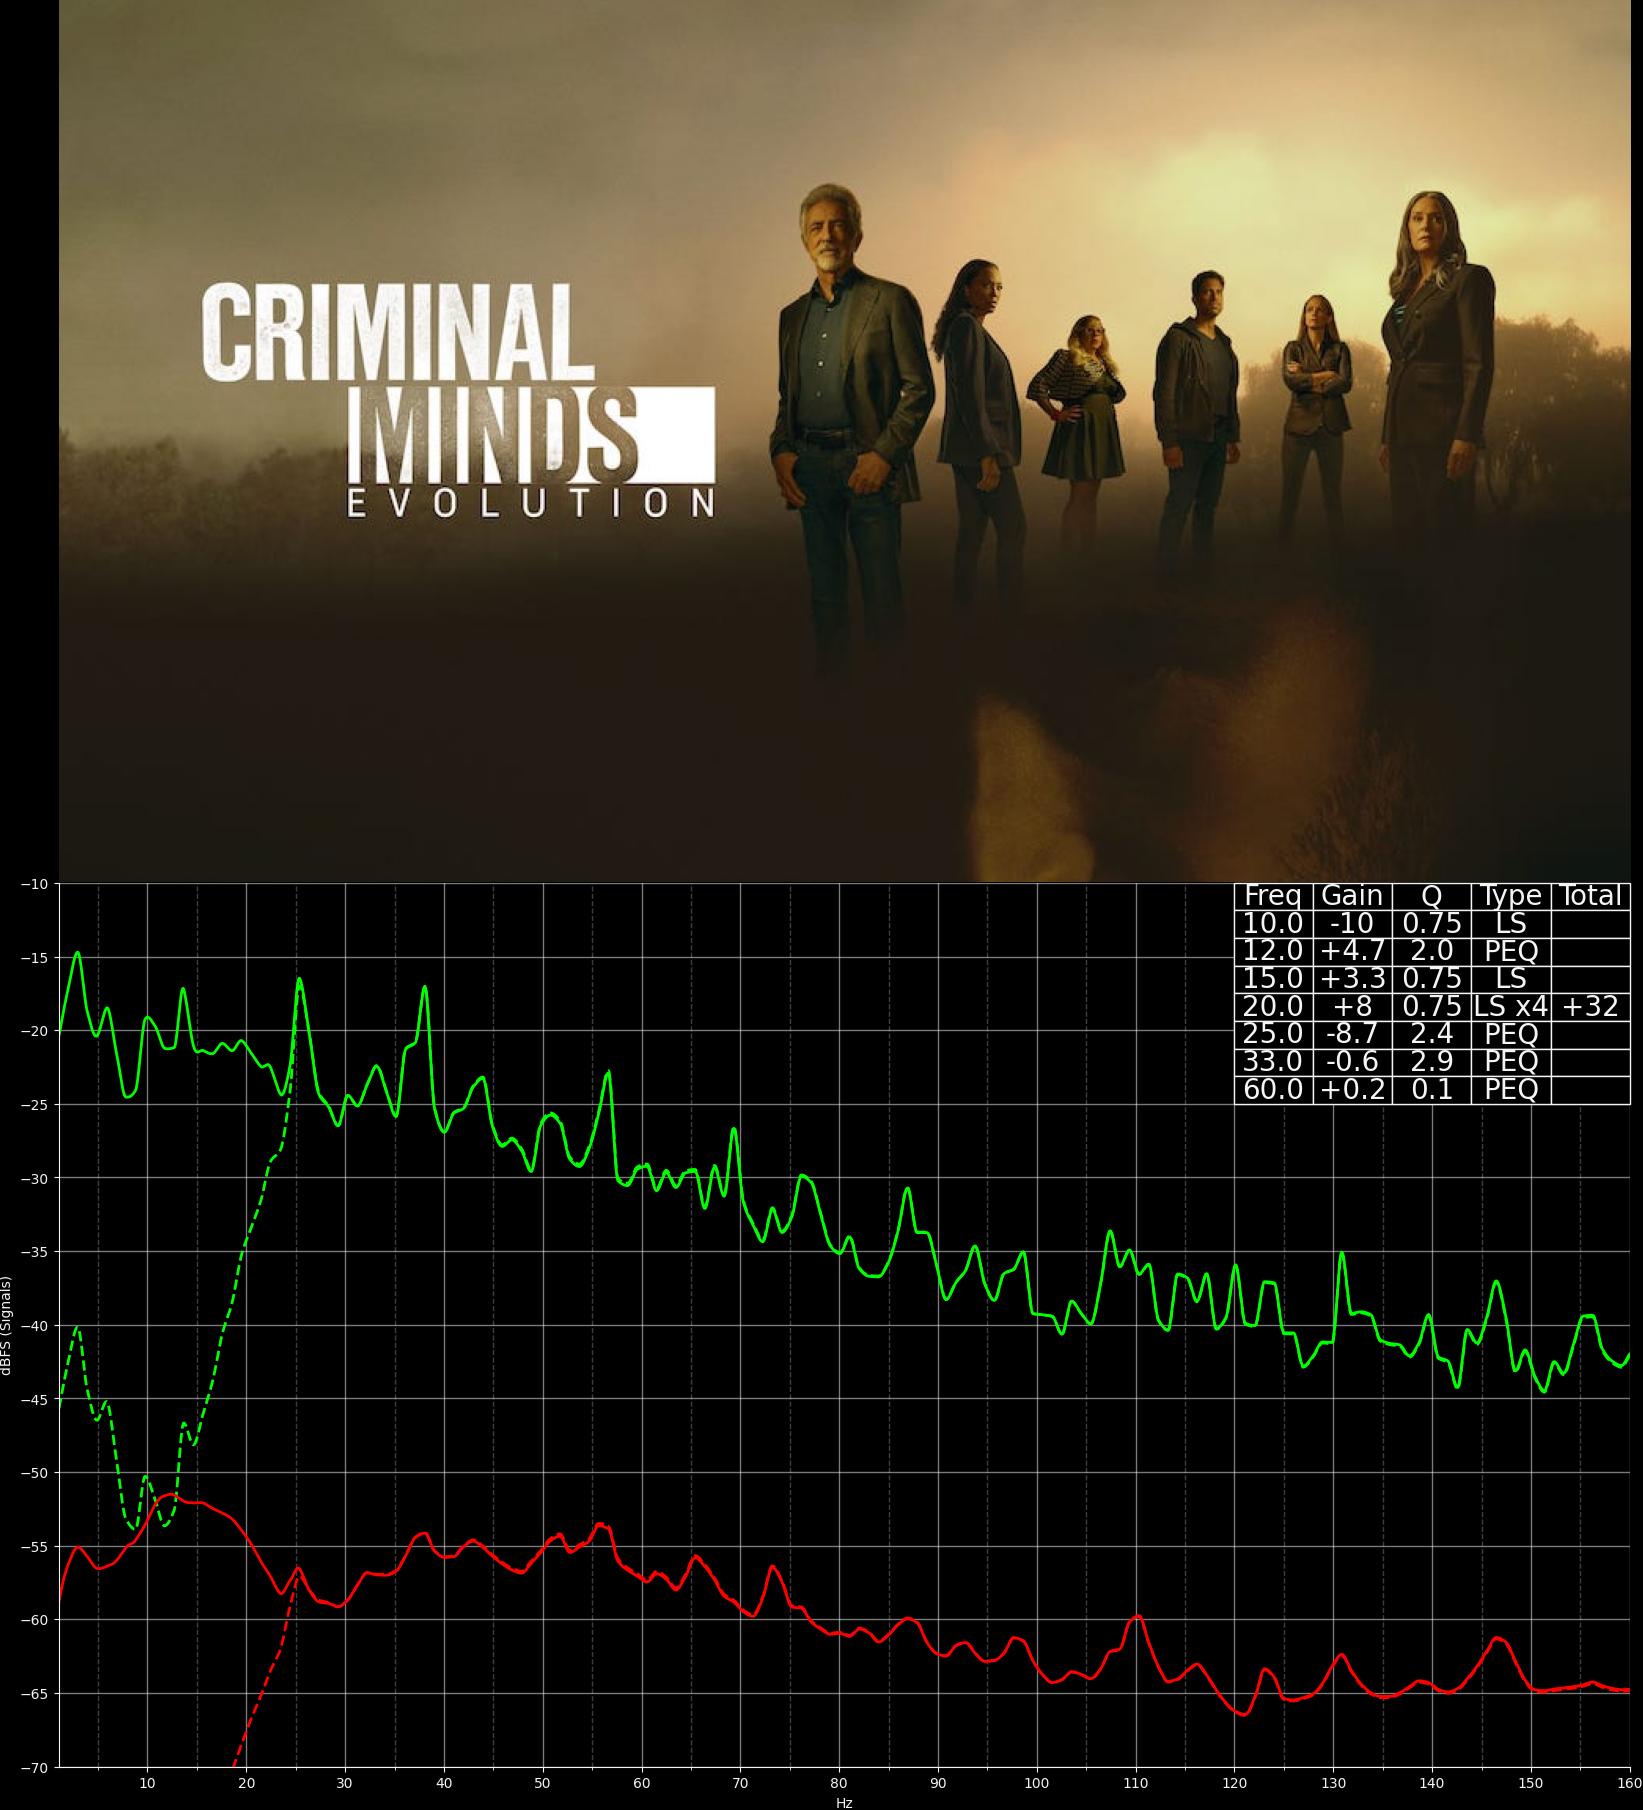 CRIMINAL
MINDS
EVOLUTION
Freq Gain Q Type Total
10.0 -10 0.75 LS
12.0 +4.7 2.0 PEQ
15.0 +3.3 0.75 LS
20.0 +8 0.75 LS x4 +32
25.0 -8.7 2.4 PEQ
33.0 -0.6 2.9 PEQ
60.0 +0.2 0.1 PEQ
−10
−15
−20
−25
−30
−35
−40
−45
−50
−55
−60
−65
−70
dBFS (Signals)
10 20 30 40 50 60 70 80 90 100 110 120 130 140 150 160
Hz